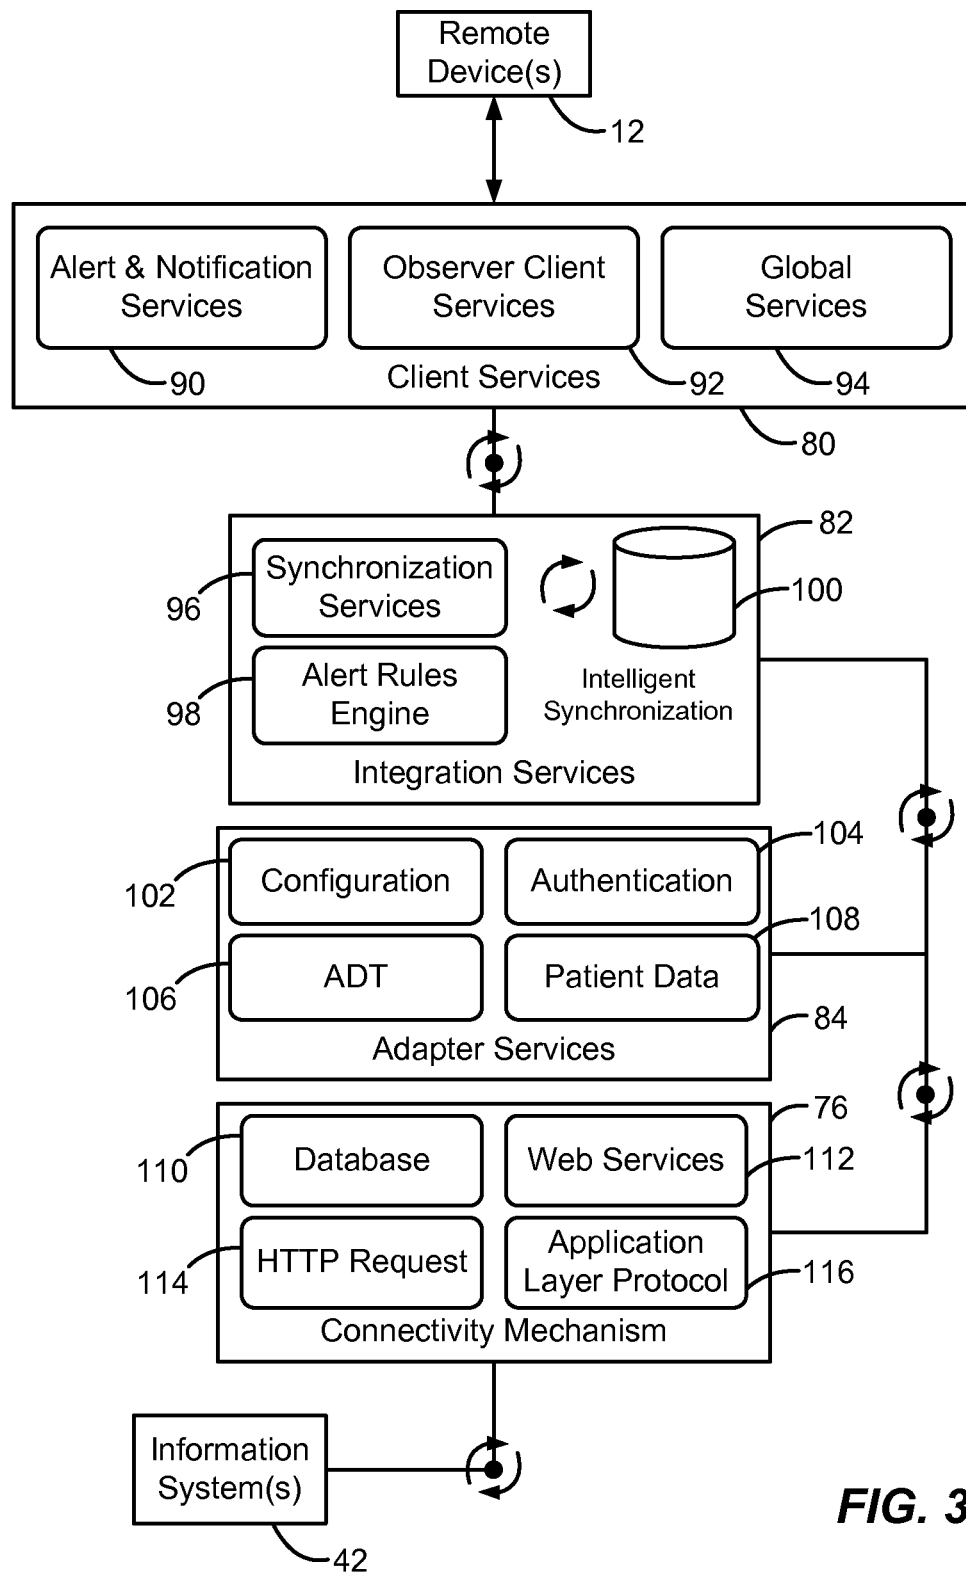 Remote
Device(s)
12
Alert & Notification
Services
Observer Client
Services
Global
Services
90
Client Services
92
94
80
82
Synchronization
Services
96
100
Alert Rules
Engine
98
Intelligent
Synchronization
Integration Services
104
102
Configuration
Authentication
108
106
ADT
Patient Data
84
Adapter Services
76
110
Database
Web Services
112
114
HTTP Request
Application
Layer Protocol
116
Connectivity Mechanism
Information
System(s)
42
FIG. 3